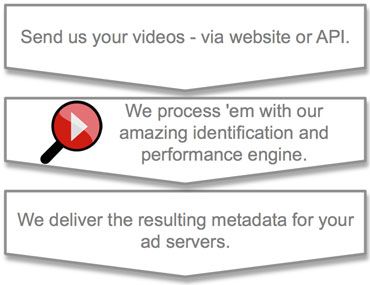 Send us your videos - via website or API.
We process 'em with our
amazing identification and
performance engine.
We deliver the resulting metadata for your
ad servers.